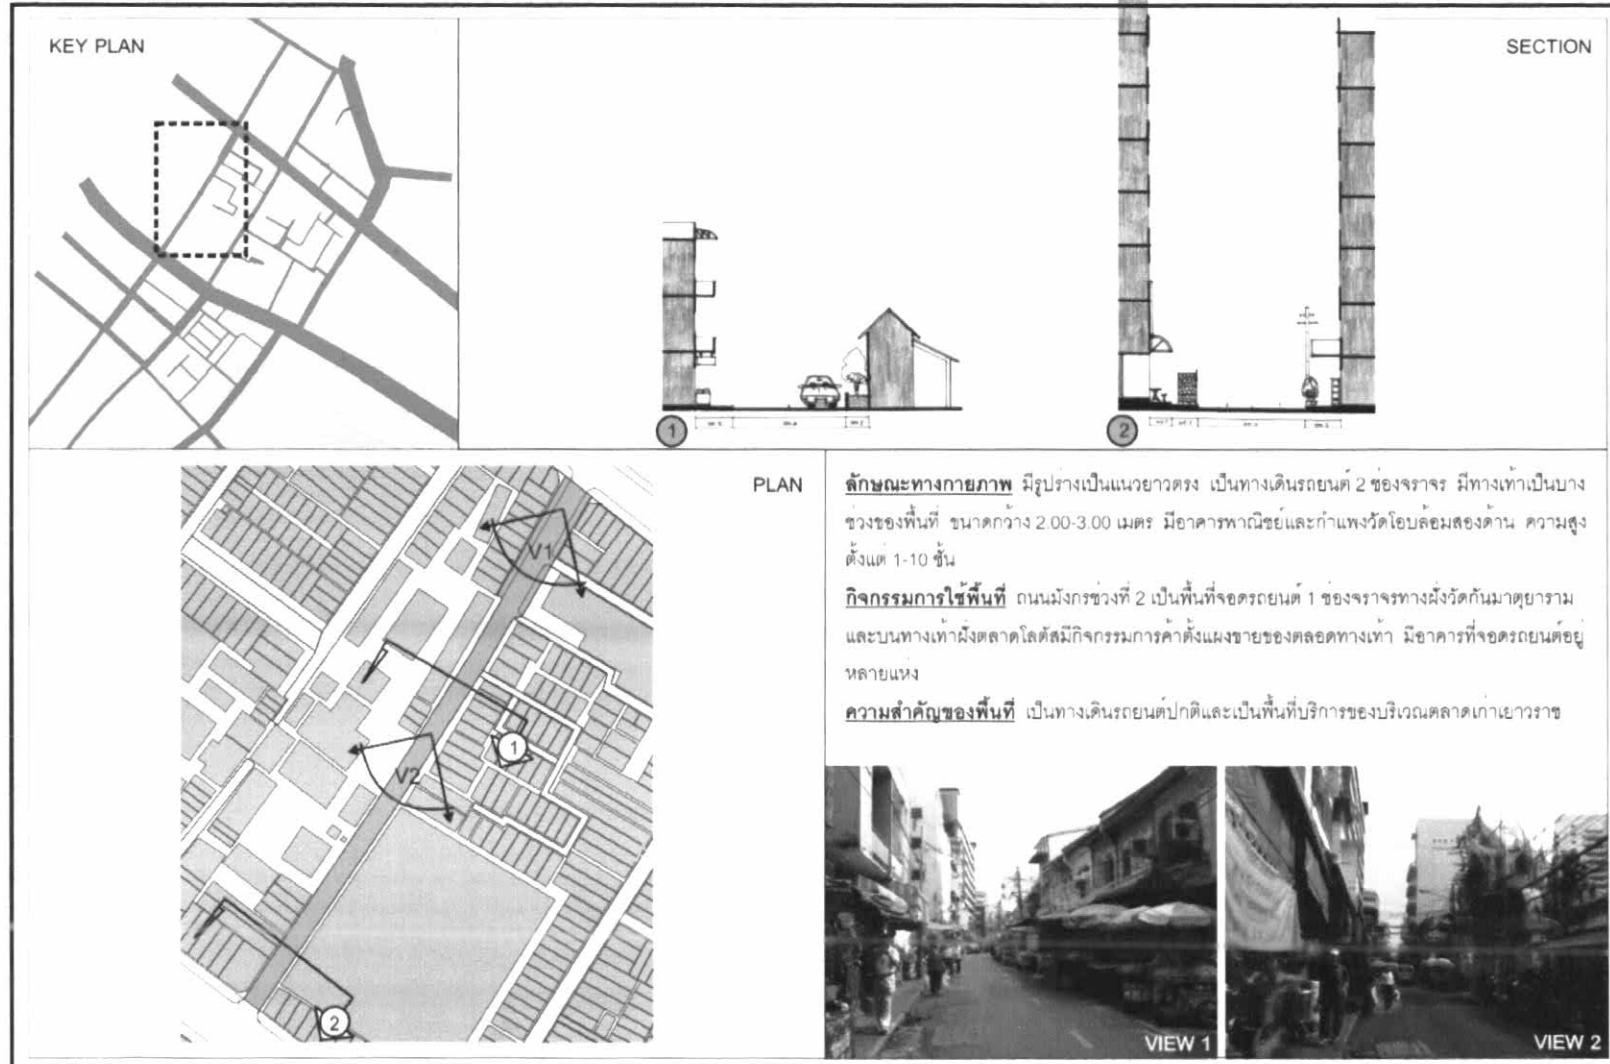 KEY PLAN
SECTION
1
2
PLAN
V1
V2
1
2
ลักษณะทางกายภาพ มีรูปร่างเป็นแนวยาวตรง เป็นทางเดินรถยนต์ 2 ช่องจราจร มีทางเท้าเป็นบาง
ช่วงของพื้นที่ ขนาดกว้าง 2.00-3.00 เมตร มีอาคารพาณิชย์และกำแพงวัดโอบล้อมสองด้าน ความสูง
ตั้งแต่ 1-10 ชั้น
กิจกรรมการใช้พื้นที่ ถนนมังกรช่วงที่ 2 เป็นพื้นที่จอดรถยนต์ 1 ช่องจราจรทางฝั่งวัดกันมาตุยาราม
และบนทางเท้าฝั่งตลาดโลตัสมีกิจกรรมการค้าตั้งแผงขายของตลอดทางเท้า มีอาคารที่จอดรถยนต์อยู่
หลายแห่ง
ความสำคัญของพื้นที่ เป็นทางเดินรถยนต์ปกติและเป็นพื้นที่บริการของบริเวณตลาดเก่าเยาวราช
VIEW 1
VIEW 2